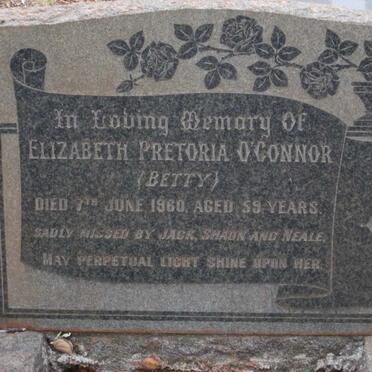 In Loving Memory Of
ELIZABETH PRETORIA O'CONNOR
(BETTY)
DIED 7TH JUNE 1960, AGED 59 YEARS.
SADLY MISSED BY JACK, SHAUN AND NEALE.
MAY PERPETUAL LIGHT SHINE UPON HER.